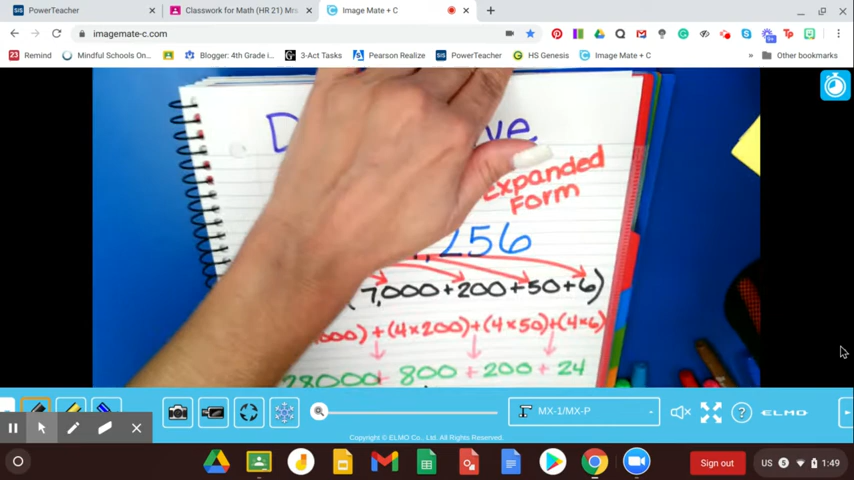 PowerTeacher
Classwork for Math (HR 21) Mrs
Image Mate + C
imagemate-c.com
Remind
Mindful Schools On...
Blogger: 4th Grade i...
3-Act Tasks
Pearson Realize
PowerTeacher
HS Genesis
Image Mate + C
Other bookmarks
Expanded
Form
,256
(7,000+200+50+6)
000)+(4×200)+(4×50)+(4×6)
28000+ 800 + 200 + 24
MX-1/MX-P
ELMO
Copyright © ELMO Co., Ltd. All Rights Reserved.
Sign out
US
1:49